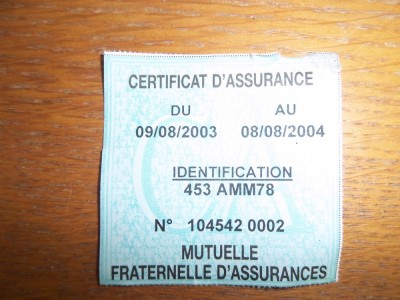 CERTIFICAT D'ASSURANCE
DU AU
09/08/2003 08/08/2004
IDENTIFICATION
453 AMM78
N° 104542 0002
MUTUELLE
FRATERNELLE D'ASSURANCES